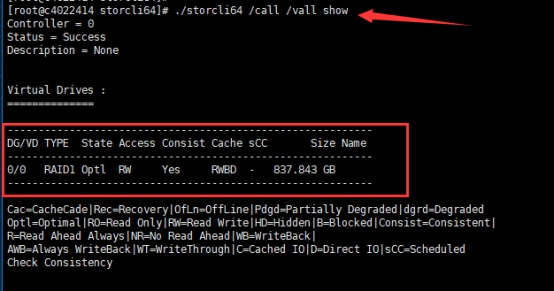 [root@c4022414 storcli64]# ./storcli64 /call /vall show
Controller = 0
Status = Success
Description = None
Virtual Drives :
==============
---------------------------------------------------------------
DG/VD TYPE  State Access Consist Cache sCC       Size Name
---------------------------------------------------------------
0/0   RAID1 Optl  RW     Yes     RWBD  -   837.843 GB
---------------------------------------------------------------
Cac=CacheCade|Rec=Recovery|OfLn=OffLine|Pdgd=Partially Degraded|dgrd=Degraded
Optl=Optimal|RO=Read Only|RW=Read Write|HD=Hidden|B=Blocked|Consist=Consistent|
R=Read Ahead Always|NR=No Read Ahead|WB=WriteBack|
AWB=Always WriteBack|WT=WriteThrough|C=Cached IO|D=Direct IO|sCC=Scheduled
Check Consistency